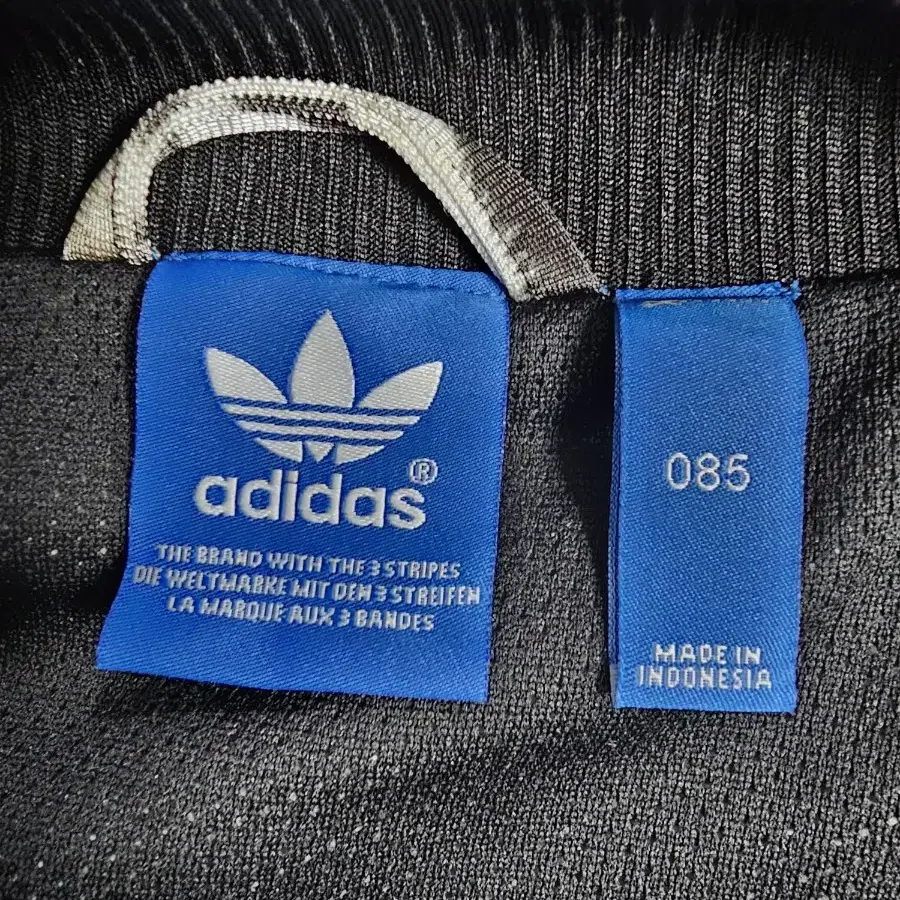 adidas®
THE BRAND WITH THE 3 STRIPES
DIE WELTMARKE MIT DEN 3 STREIFEN
LA MARQUE AUX 3 BANDES
085
MADE IN
INDONESIA